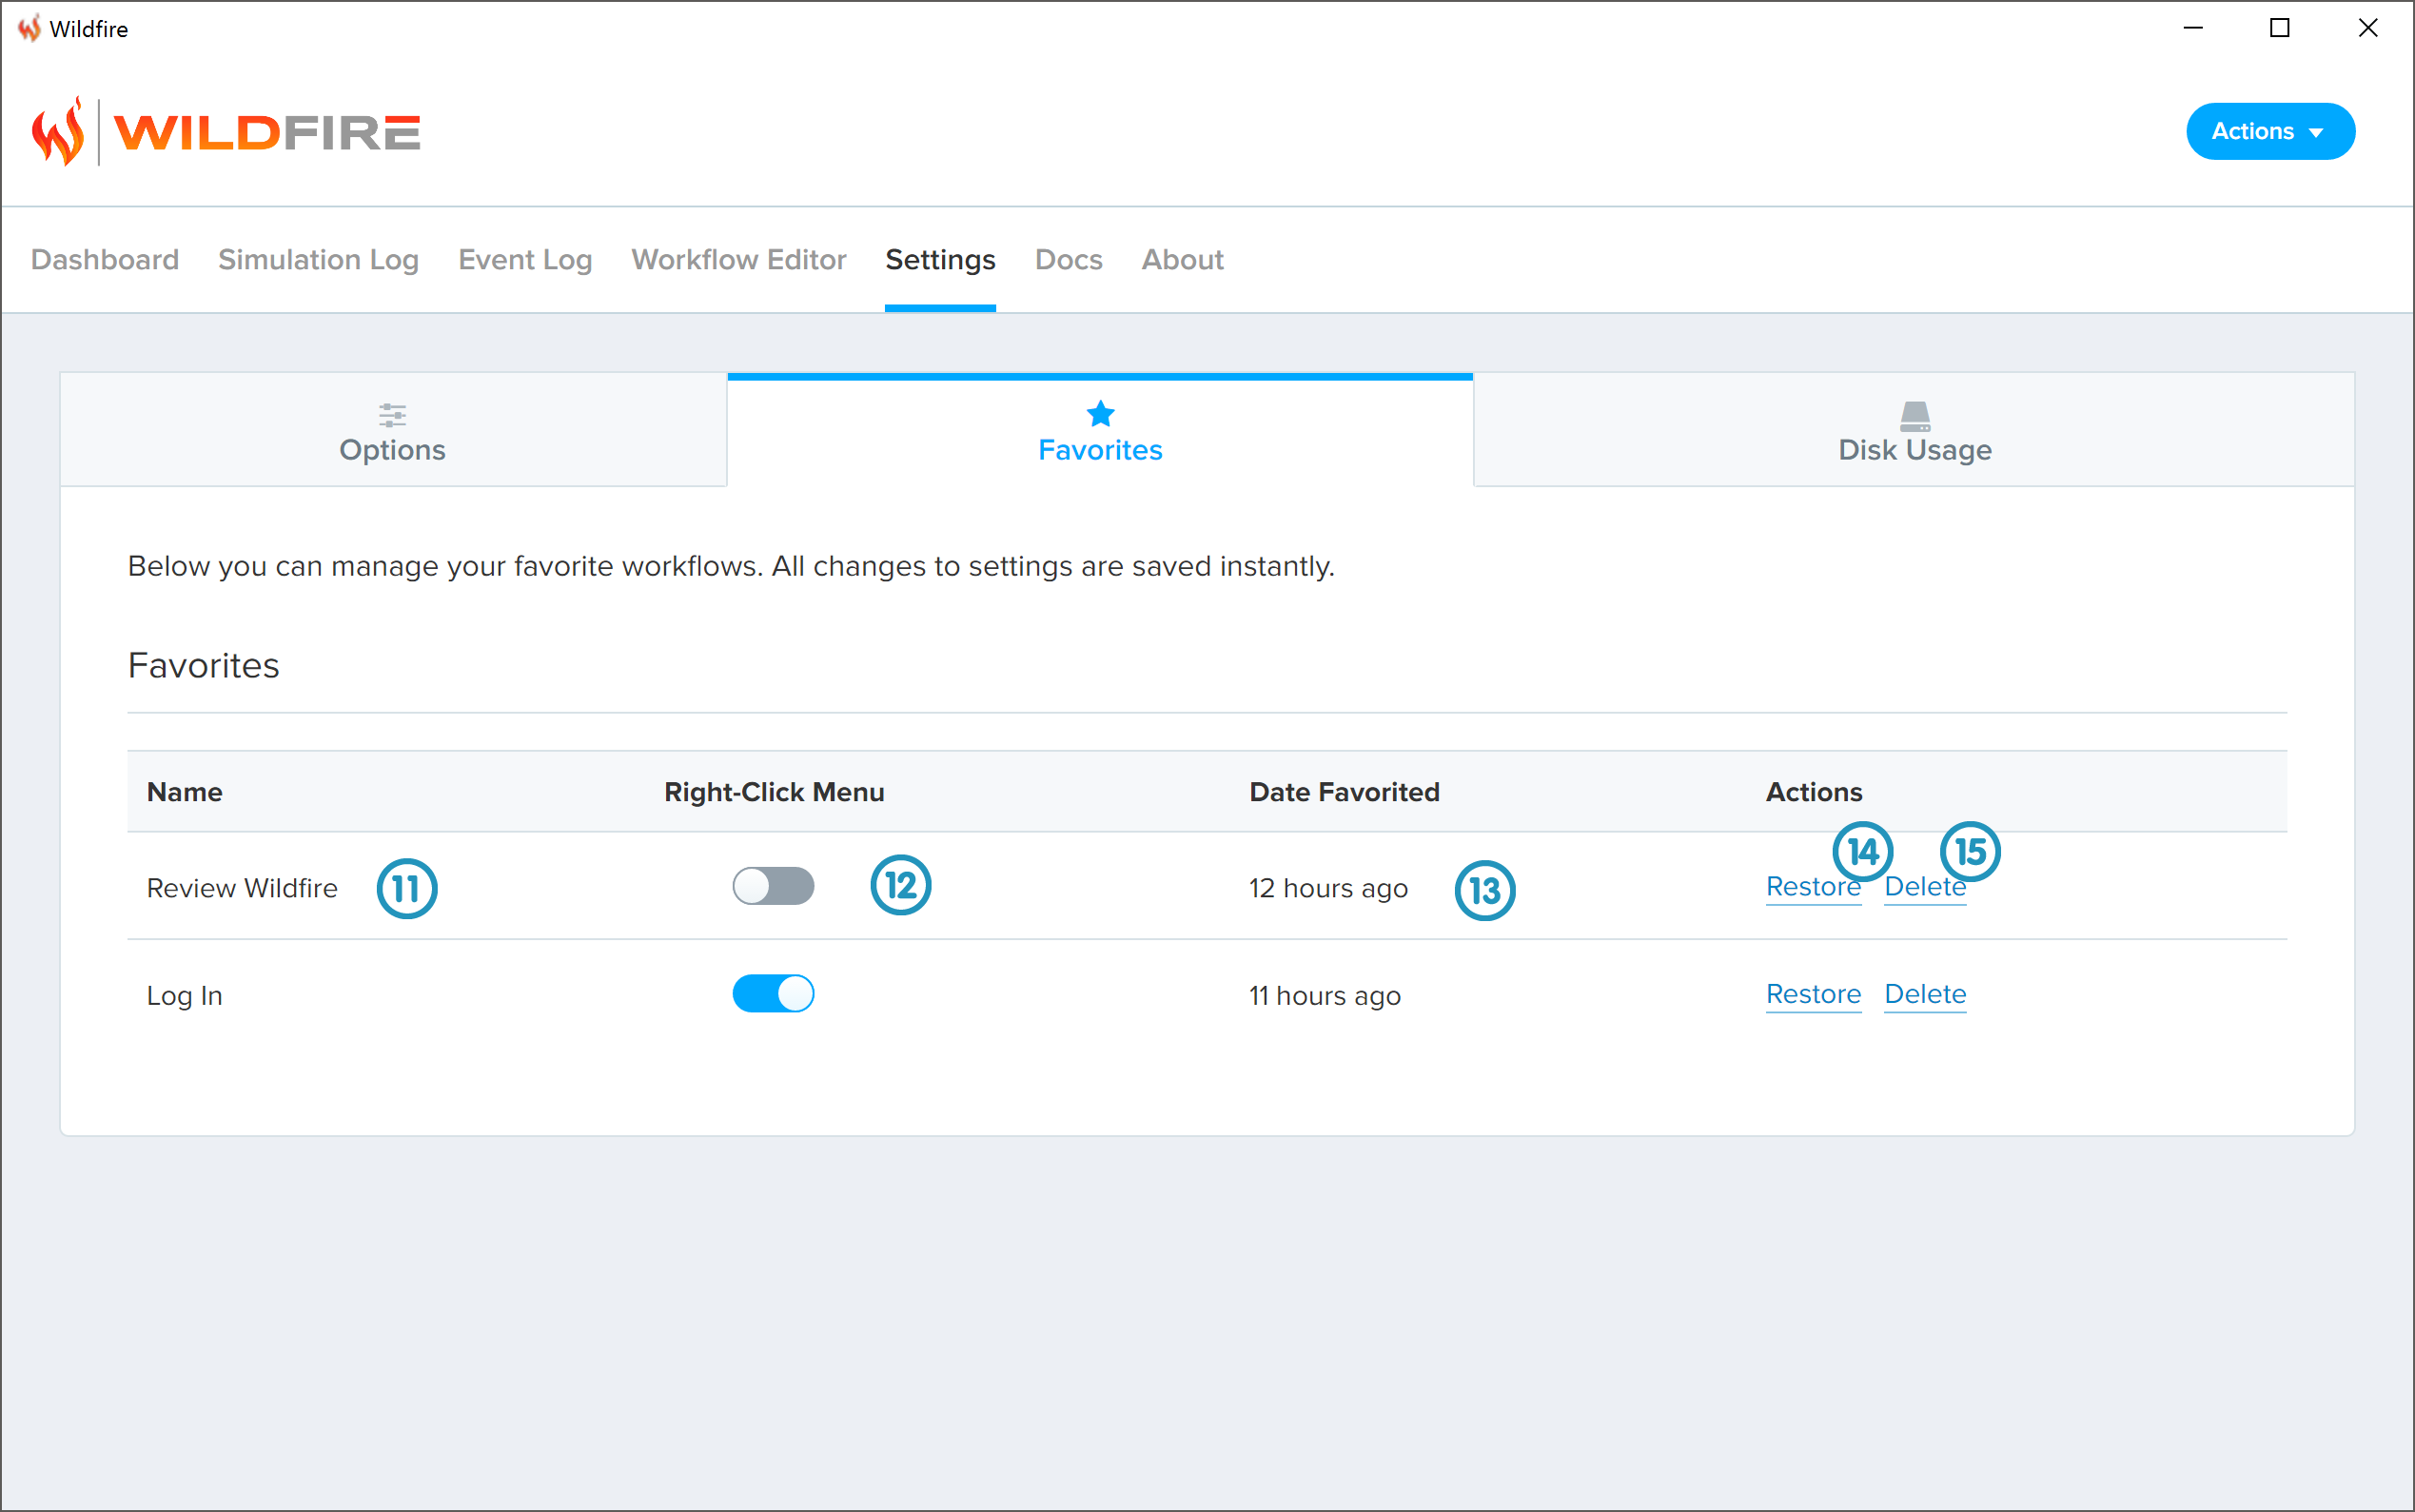 Wildfire
WILDFIRE
Actions
Dashboard Simulation Log Event Log Workflow Editor Settings Docs About
Options Favorites Disk Usage
Below you can manage your favorite workflows. All changes to settings are saved instantly.
Favorites
Name Right-Click Menu Date Favorited Actions
14 15
Review Wildfire 11 12 12 hours ago 13 Restore Delete
Log In 11 hours ago Restore Delete